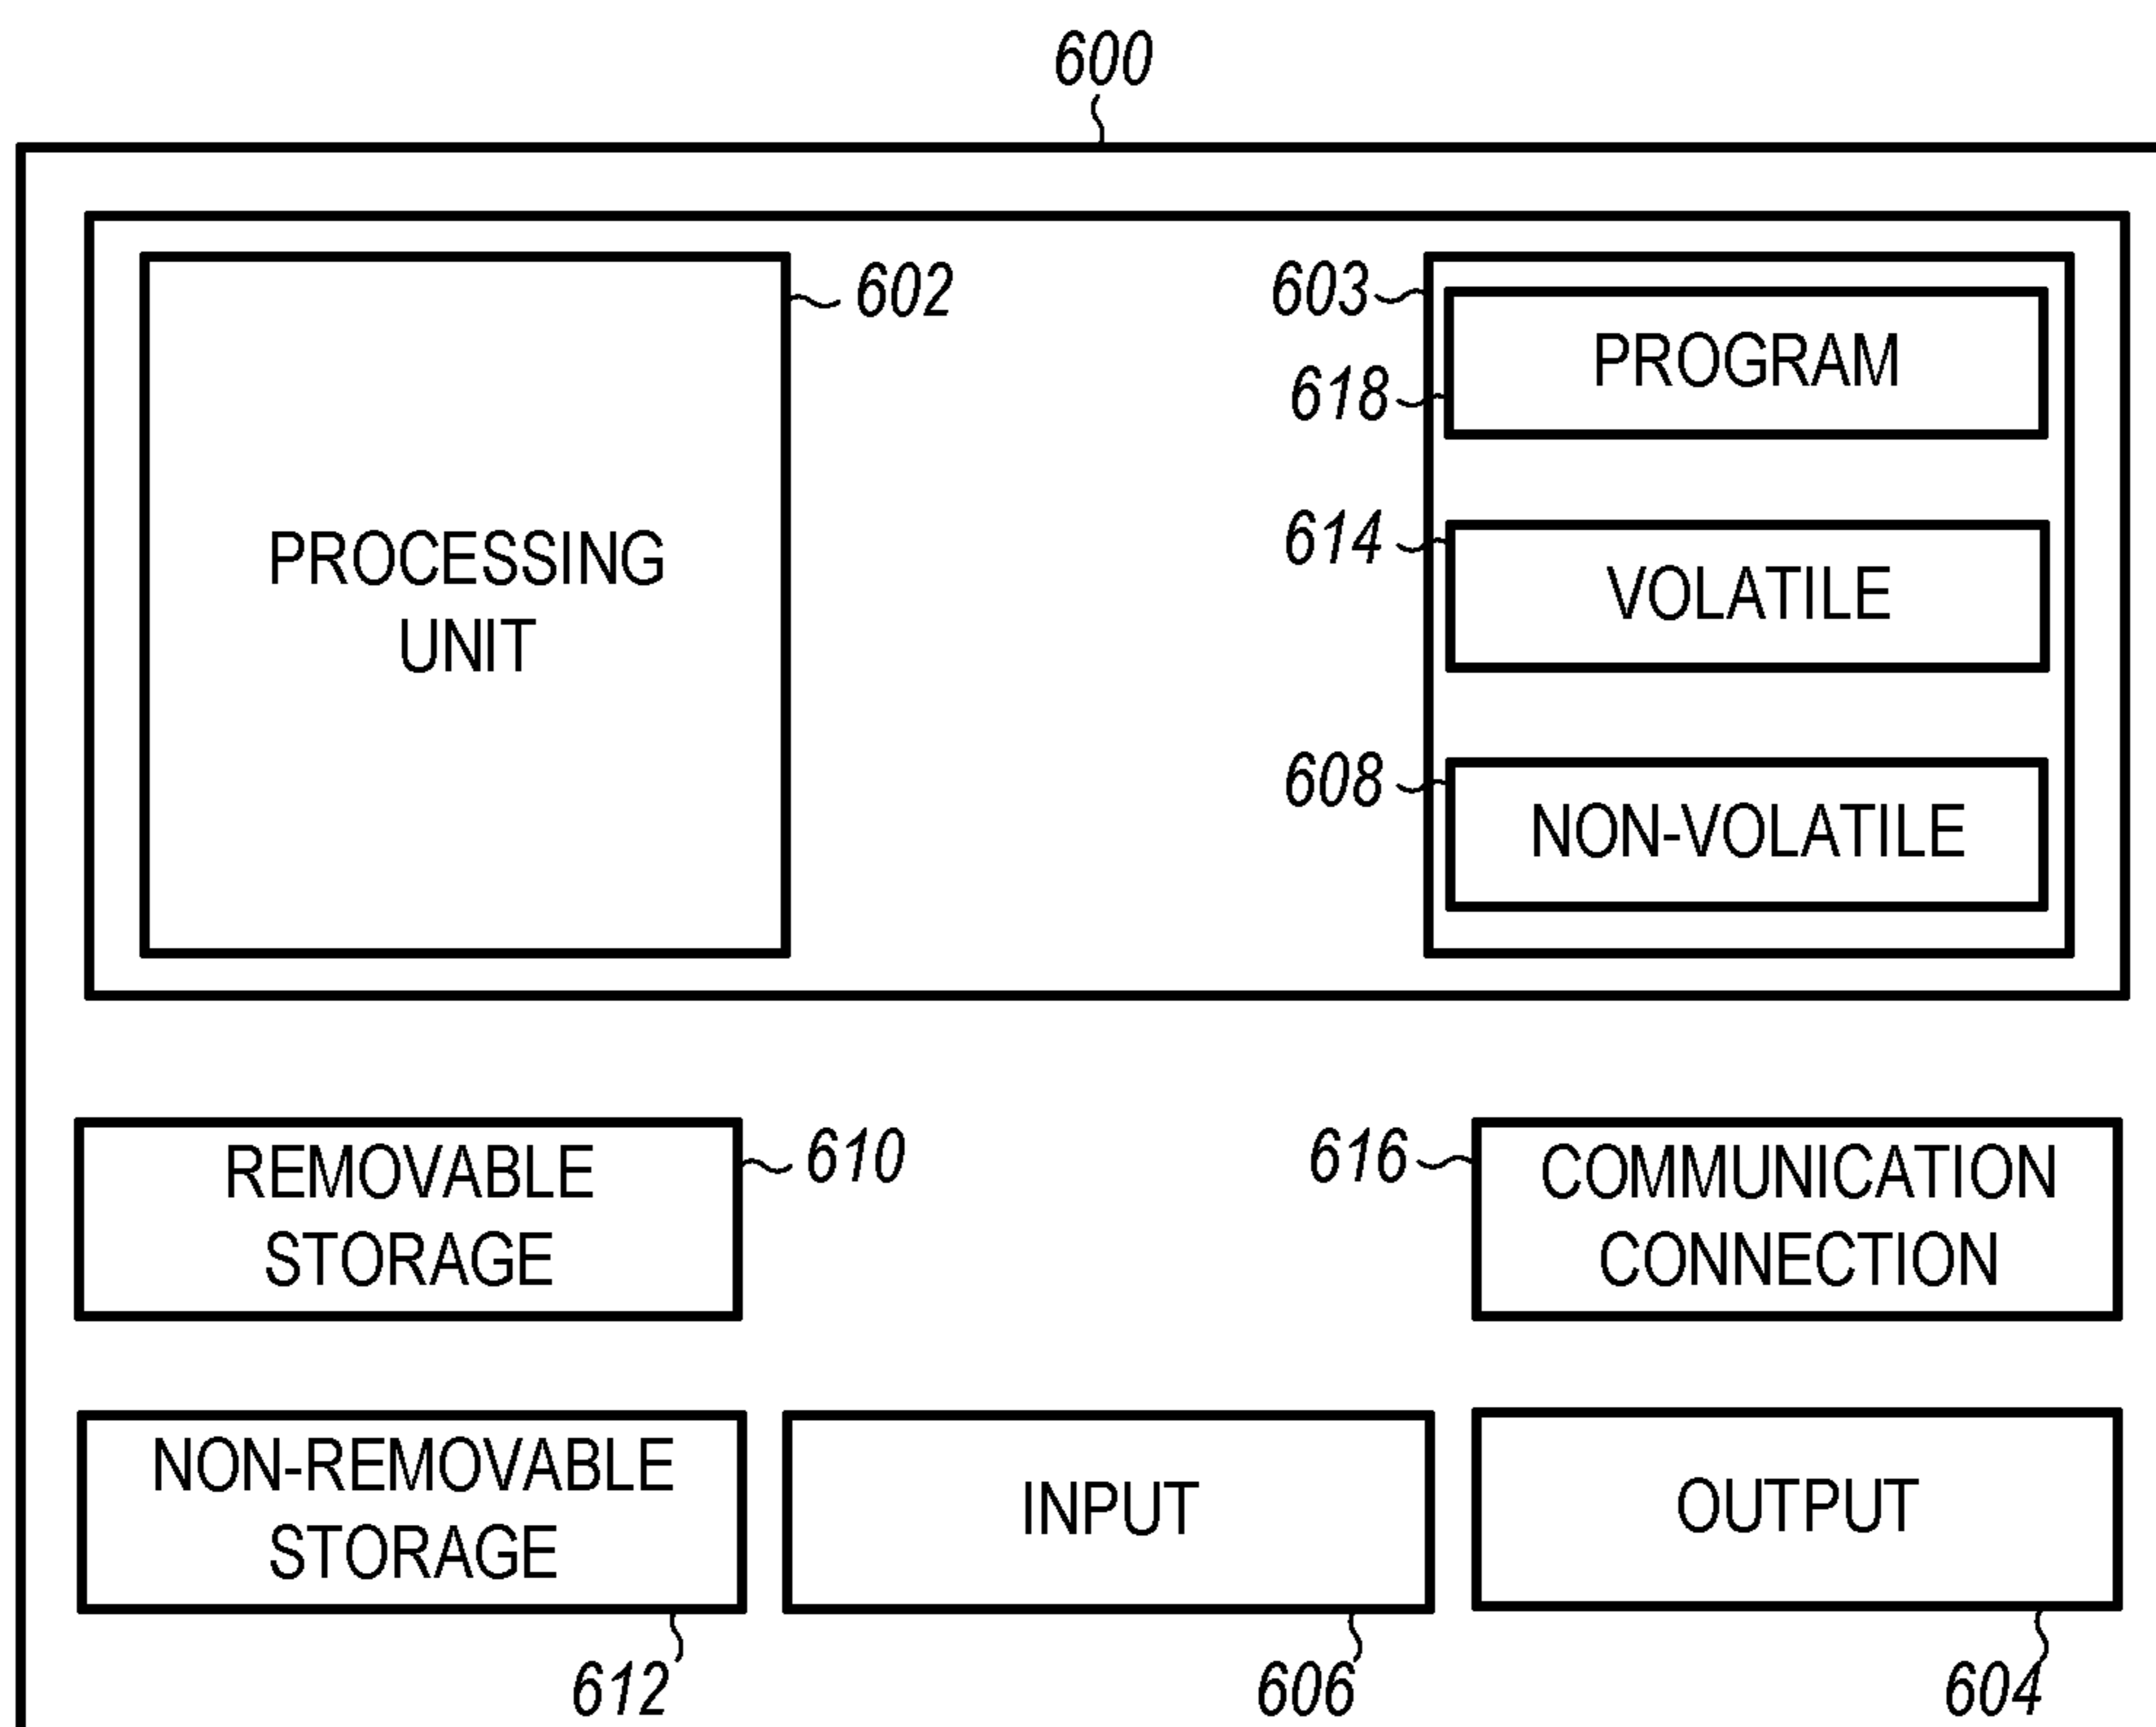 600
602
603
PROGRAM
618
PROCESSING
UNIT
614
VOLATILE
608
NON-VOLATILE
REMOVABLE
STORAGE
610
616
COMMUNICATION
CONNECTION
NON-REMOVABLE
STORAGE
INPUT
OUTPUT
612
606
604